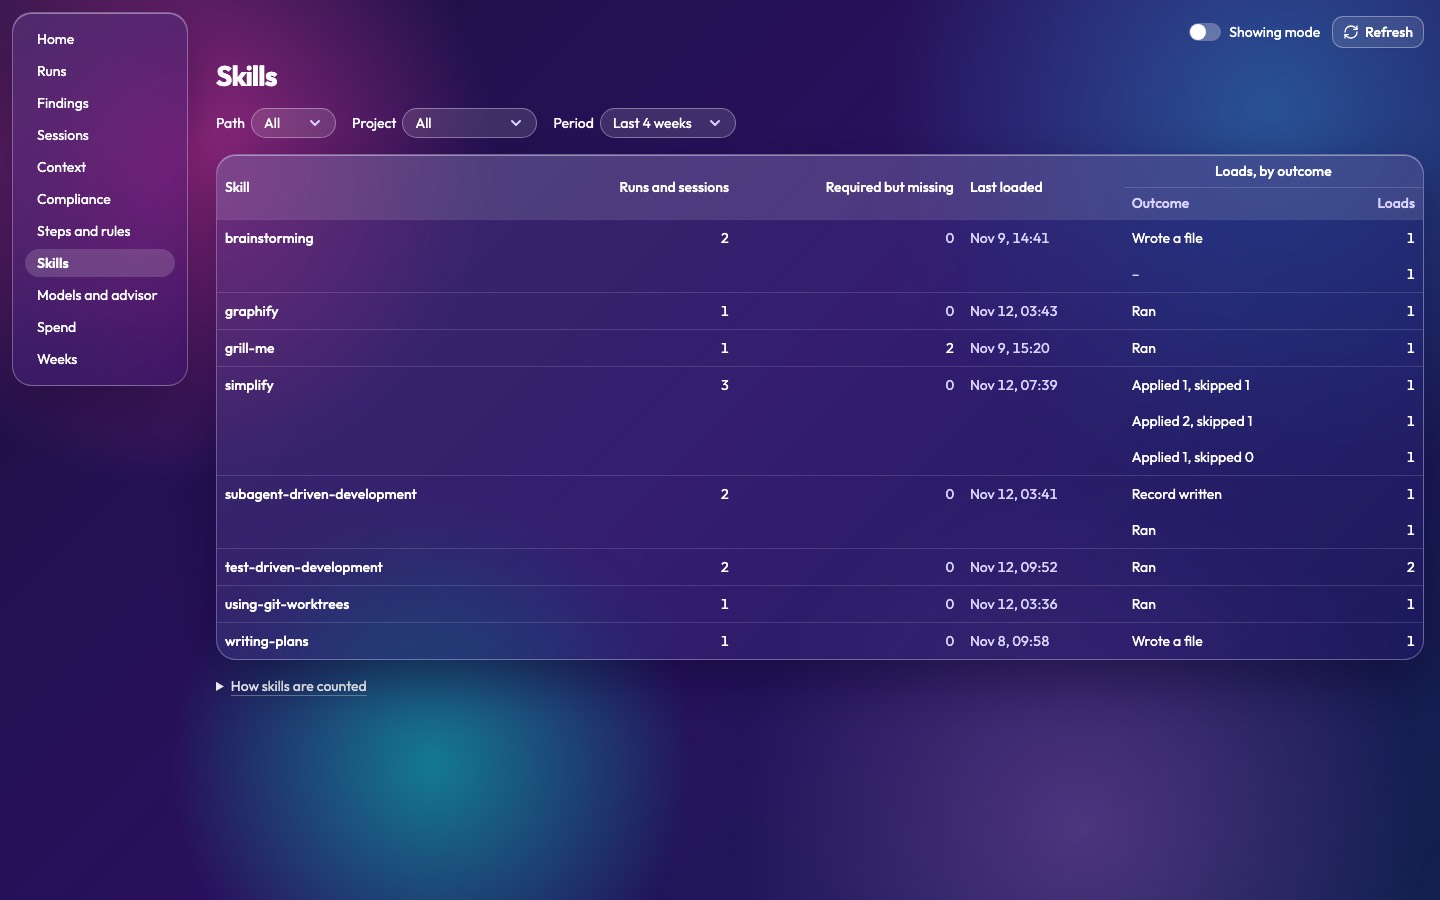 Home
Runs
Findings
Sessions
Context
Compliance
Steps and rules
Skills
Models and advisor
Spend
Weeks
Showing mode
Refresh
Skills
Path All Project All Period Last 4 weeks
Loads, by outcome
Skill Runs and sessions Required but missing Last loaded
Outcome Loads
brainstorming 2 0 Nov 9, 14:41 Wrote a file 1
– 1
graphify 1 0 Nov 12, 03:43 Ran 1
grill-me 1 2 Nov 9, 15:20 Ran 1
simplify 3 0 Nov 12, 07:39 Applied 1, skipped 1 1
Applied 2, skipped 1 1
Applied 1, skipped 0 1
subagent-driven-development 2 0 Nov 12, 03:41 Record written 1
Ran 1
test-driven-development 2 0 Nov 12, 09:52 Ran 2
using-git-worktrees 1 0 Nov 12, 03:36 Ran 1
writing-plans 1 0 Nov 8, 09:58 Wrote a file 1
How skills are counted